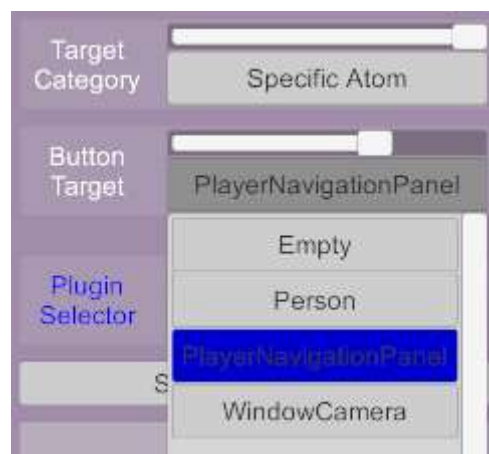 Target
Category
Specific Atom
Button
Target
PlayerNavigationPanel
Empty
Plugin
Selector
Person
PlayerNavigationPanel
S
WindowCamera